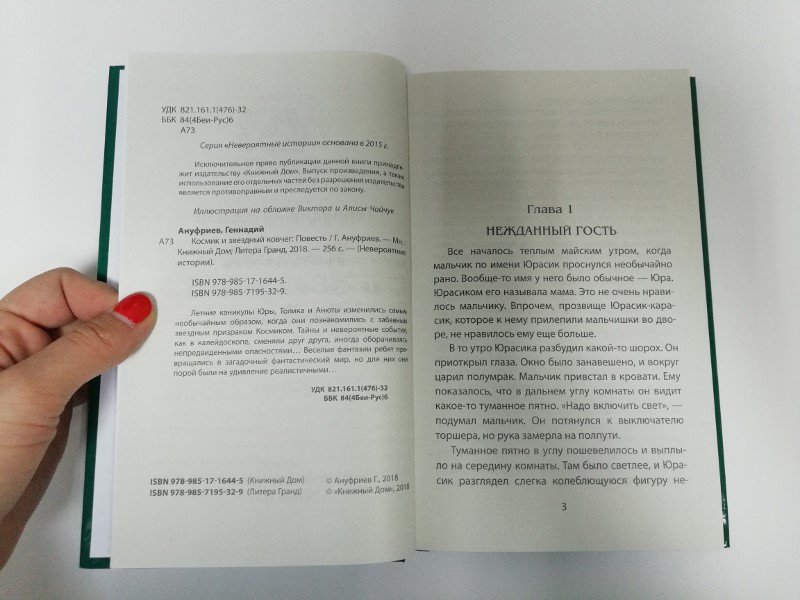 УДК 821.161.1(476)-32
ББК 84(4Беи-Рус)6
А73
Серия «Невероятные истории» основана в 2015 г.
Исключительное право публикации данной книги принадле-
жит издательству «Книжный Дом». Выпуск произведения, а также
использование его отдельных частей без разрешения издательства
является противоправным и преследуется по закону.
Иллюстрация на обложке Виктора и Алисы Чайчук
Ануфриев, Геннадий
А73 Космик и звездный ковчег: Повесть / Г. Ануфриев. — Мн.:
Книжный Дом; Литера Гранд, 2018. — 256 с. — (Невероятные
истории).
ISBN 978-985-17-1644-5.
ISBN 978-985-7195-32-9.
Летние каникулы Юры, Толика и Анюты изменились самым
необычайным образом, когда они познакомились с забавным
звездным призраком Космиком. Тайны и невероятные события,
как в калейдоскопе, сменяли друг друга, иногда оборачиваясь
непредвиденными опасностями... Веселые фантазии ребят пре-
вращались в загадочный фантастический мир, но для них они
порой были на удивление реалистичными...
УДК 821.161.1(476)-32
ББК 84(4Беи-Рус)6
ISBN 978-985-17-1644-5 (Книжный Дом) © Ануфриев Г., 2018
ISBN 978-985-7195-32-9 (Литера Гранд) © «Книжный Дом», 2018
Глава I
НЕЖДАННЫЙ ГОСТЬ
Все началось теплым майским утром, когда
мальчик по имени Юрасик проснулся необычайно
рано. Вообще-то имя у него было обычное — Юра.
Юрасиком его называла мама. Это не очень нрави-
лось мальчику. Впрочем, прозвище Юрасик-кара-
сик, которое к нему прилепили мальчишки во дво-
ре, не нравилось ему еще больше.
В то утро Юрасика разбудил какой-то шорох. Он
приоткрыл глаза. Окно было занавешено, и вокруг
царил полумрак. Мальчик привстал в кровати. Ему
показалось, что в дальнем углу комнаты он видит
какое-то туманное пятно. «Надо включить свет», —
подумал мальчик. Он потянулся к выключателю
торшера, но рука замерла на полпути.
Туманное пятно в углу пошевелилось и выплы-
ло на середину комнаты. Там было светлее, и Юра-
сик разглядел слегка колеблющуюся фигуру не-
3